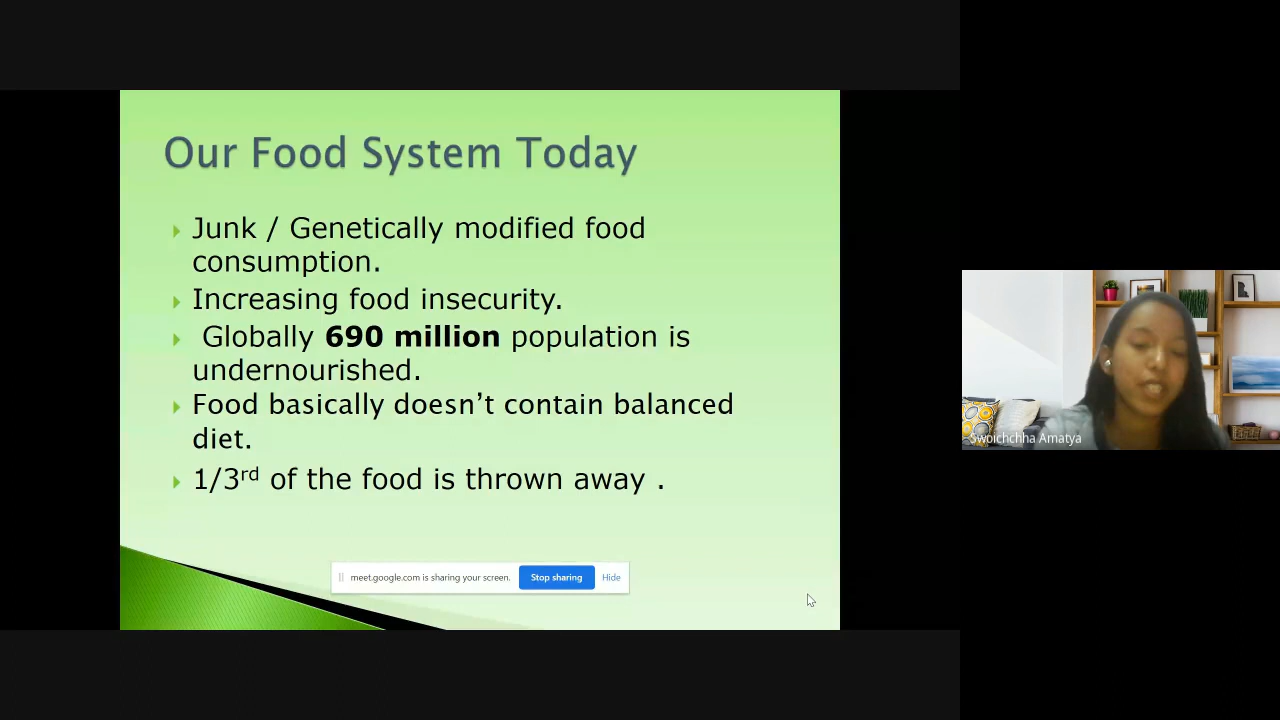 Our Food System Today
Junk / Genetically modified food
consumption.
Increasing food insecurity.
Globally 690 million population is
undernourished.
Food basically doesn’t contain balanced
diet.
1/3rd of the food is thrown away .
meet.google.com is sharing your screen. Stop sharing Hide
Swoichchha Amatya